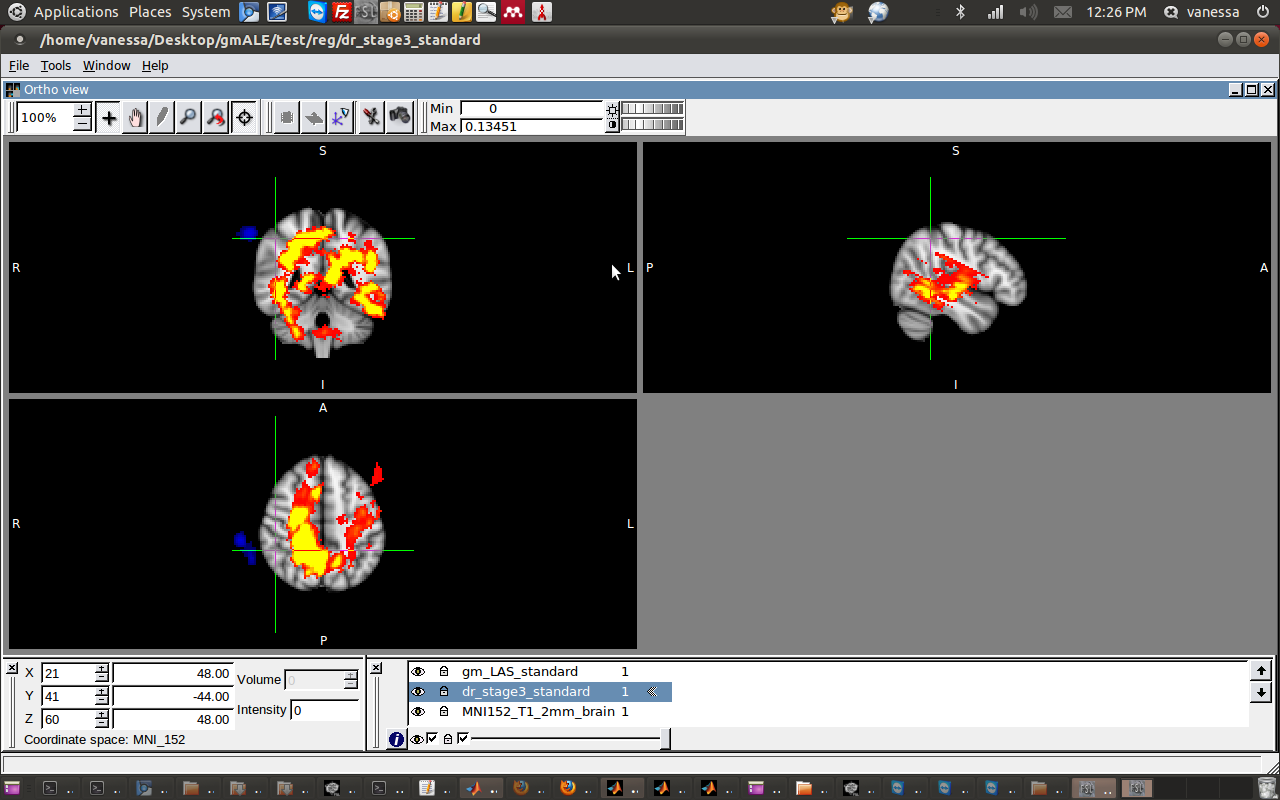 Applications Places System 12:26 PM vanessa
/home/vanessa/Desktop/gmALE/test/reg/dr_stage3_standard
File Tools Window Help
Ortho view
100%
Min 0
Max 0.13451
S
S
R
L
P
A
I
I
A
R
L
P
X 21 48.00
Y 41 -44.00
Z 60 48.00
Volume 0
Intensity 0
Coordinate space: MNI_152
gm_LAS_standard 1
dr_stage3_standard 1
MNI152_T1_2mm_brain 1